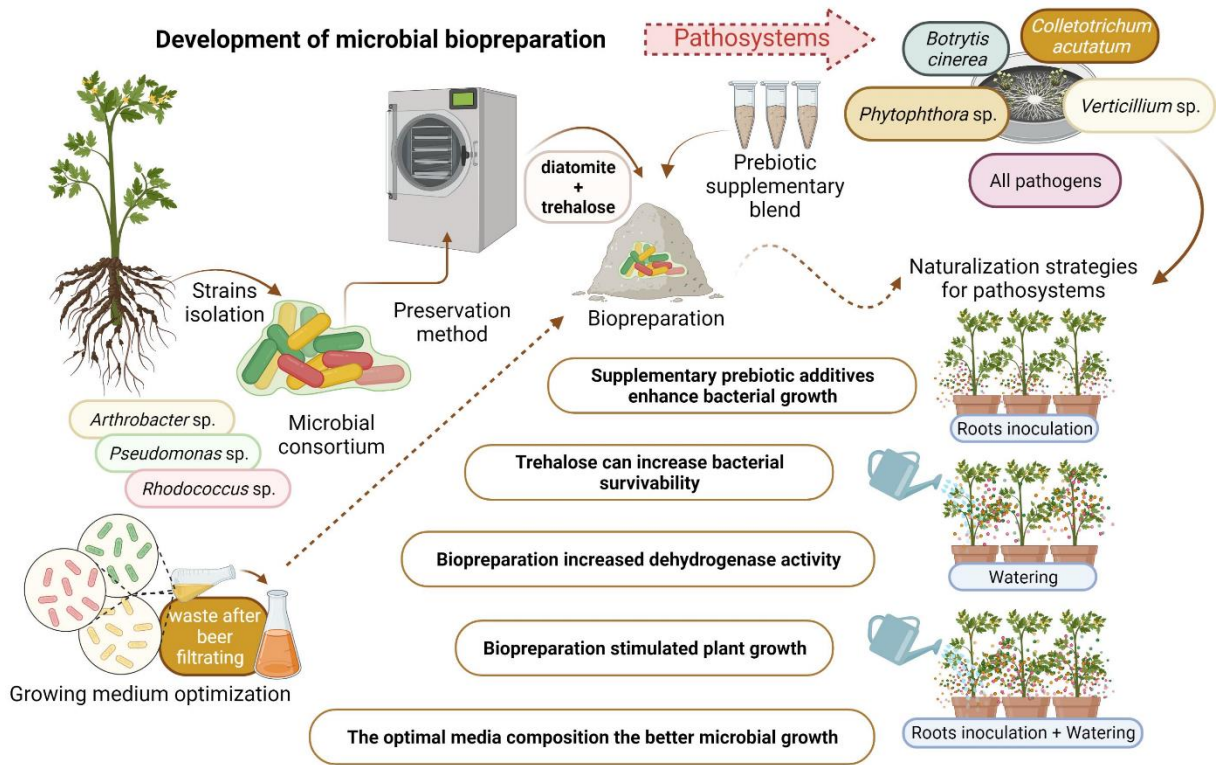 Development of microbial biopreparation
Pathosystems
Botrytis
cinerea
Colletotrichum
acutatum
Phytophthora sp.
Verticillium sp.
All pathogens
diatomite
+
trehalose
Prebiotic
supplementary
blend
Strains
isolation
Preservation
method
Biopreparation
Naturalization strategies
for pathosystems
Arthrobacter sp.
Pseudomonas sp.
Rhodococcus sp.
Microbial
consortium
Supplementary prebiotic additives
enhance bacterial growth
Roots inoculation
Trehalose can increase bacterial
survivability
Biopreparation increased dehydrogenase activity
Watering
waste after
beer
filtrating
Growing medium optimization
Biopreparation stimulated plant growth
The optimal media composition the better microbial growth
Roots inoculation + Watering